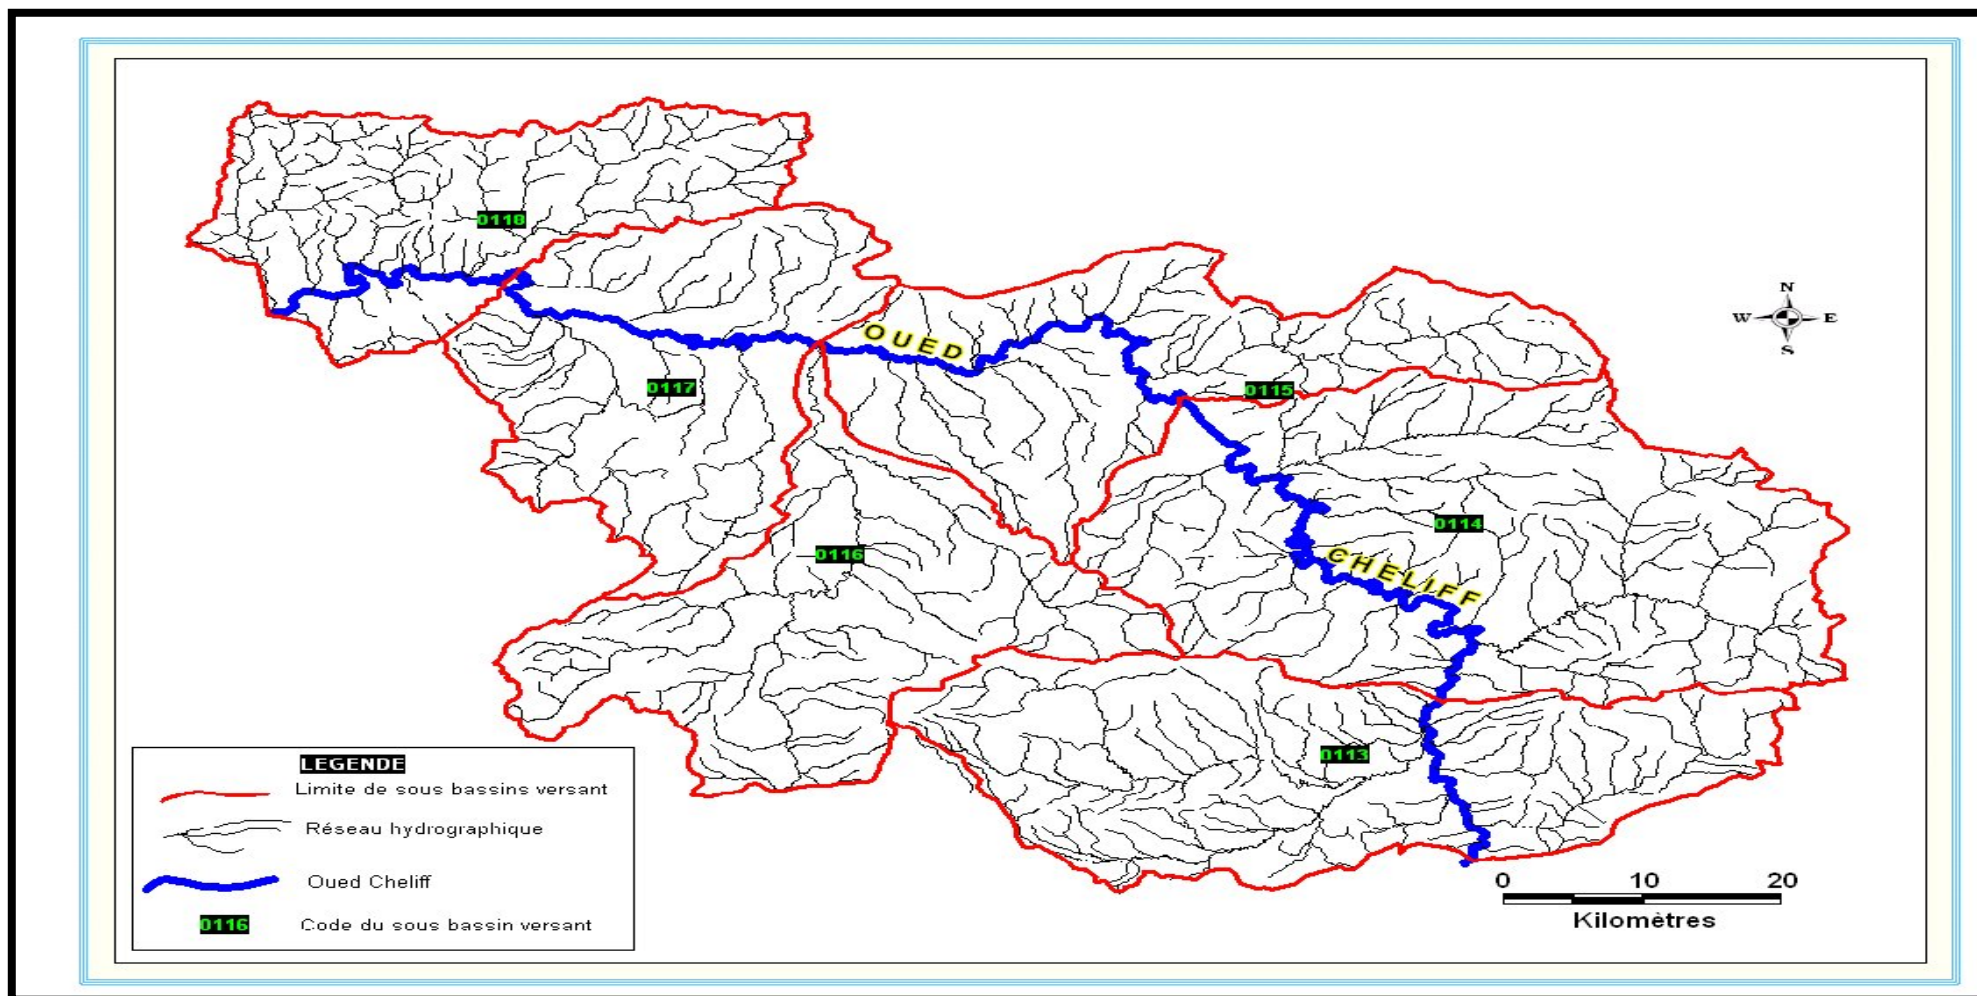 0118
N
W E
S
OUED
0117
0115
0114
0116
CHELIFF
0113
LEGENDE
Limite de sous bassins versant
Réseau hydrographique
Oued Cheliff
0116 Code du sous bassin versant
0 10 20
Kilomètres